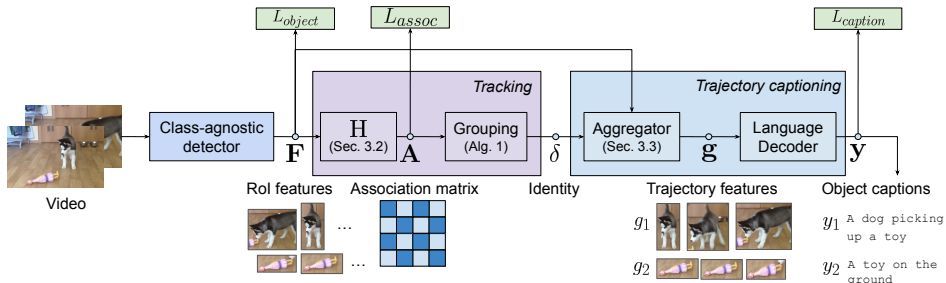 L_object
L_assoc
L_caption
Tracking
Trajectory captioning
Class-agnostic
detector
F
H
(Sec. 3.2)
A
Grouping
(Alg. 1)
δ
Aggregator
(Sec. 3.3)
g
Language
Decoder
y
Video
RoI features
Association matrix
Identity
Trajectory features
Object captions
...
...
g1
g2
y1 A dog picking
up a toy
y2 A toy on the
ground